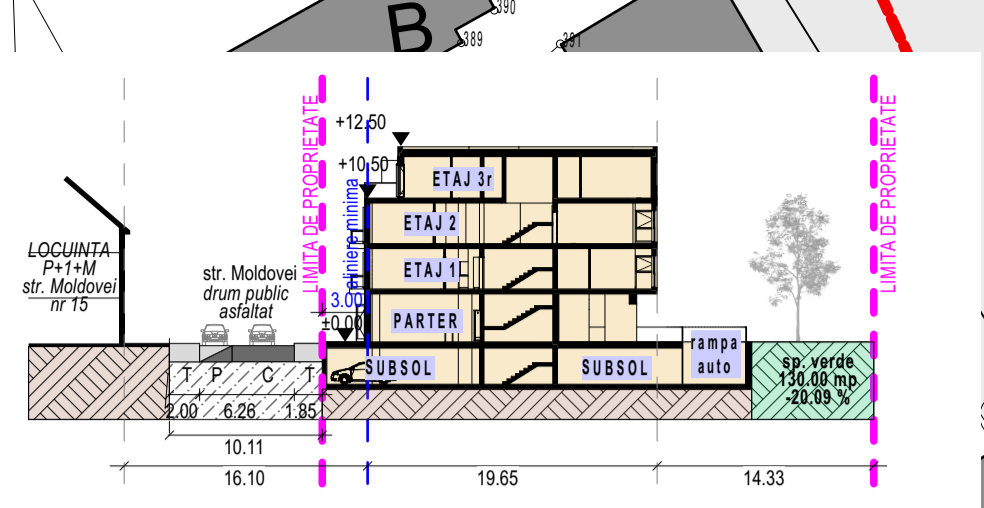 390
B
389
391
LIMITA DE PROPRIETATE
LIMITA DE PROPRIETATE
+12.50
+10.50
aliniere minima
3.00
±0.00
ETAJ 3r
ETAJ 2
ETAJ 1
PARTER
SUBSOL
SUBSOL
rampa
auto
LOCUINTA
P+1+M
str. Moldovei
nr 15
str. Moldovei
drum public
asfaltat
sp. verde
130.00 mp
-20.09 %
T P C T
2.00 6.26 1.85
10.11
16.10 19.65 14.33